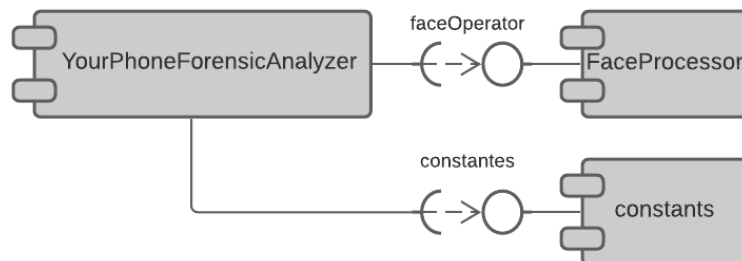 faceOperator
YourPhoneForensicAnalyzer
FaceProcessor
constantes
constants